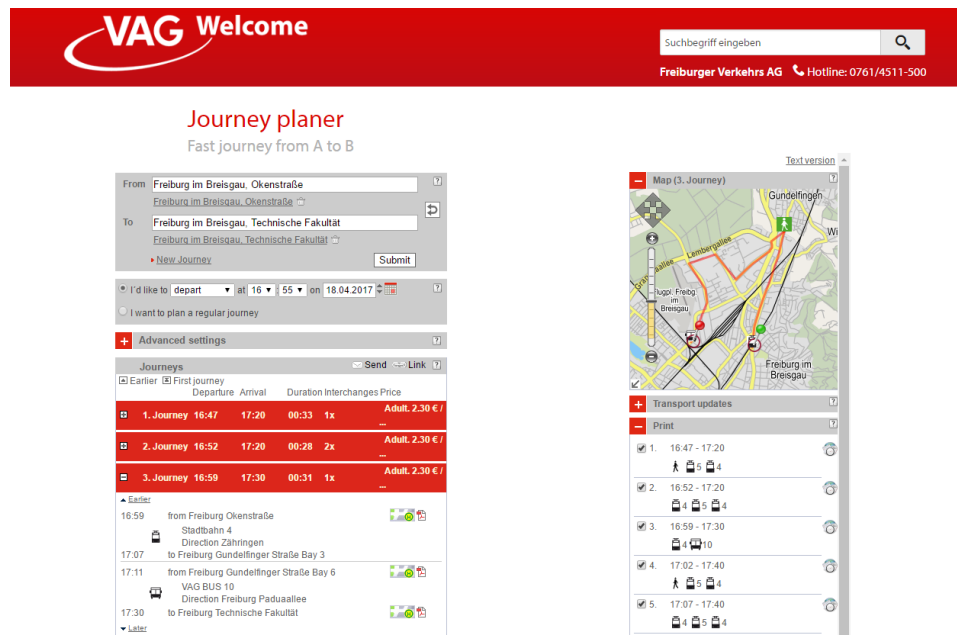 VAG Welcome
Suchbegriff eingeben
Freiburger Verkehrs AG Hotline: 0761/4511-500
Journey planer
Fast journey from A to B
From Freiburg im Breisgau, Okenstraße ?
Freiburg im Breisgau, Okenstraße
To Freiburg im Breisgau, Technische Fakultät
Freiburg im Breisgau, Technische Fakultät
New Journey Submit
I'd like to depart at 16 : 55 on 18.04.2017 ?
I want to plan a regular journey
+ Advanced settings ?
Journeys Send Link ?
Earlier First journey
Departure Arrival Duration Interchanges Price
1. Journey 16:47 17:20 00:33 1x Adult. 2.30 € /
...
2. Journey 16:52 17:20 00:28 2x Adult. 2.30 € /
...
3. Journey 16:59 17:30 00:31 1x Adult. 2.30 € /
...
Earlier
16:59 from Freiburg Okenstraße
Stadtbahn 4
Direction Zähringen
17:07 to Freiburg Gundelfinger Straße Bay 3
17:11 from Freiburg Gundelfinger Straße Bay 6
VAG BUS 10
Direction Freiburg Paduaallee
17:30 to Freiburg Technische Fakultät
Later
Text version
Map (3. Journey) ?
Gundelfingen
Wi
Lembergallee
Flugpl. Freibg.
im
Breisgau
Freiburg im
Breisgau
+ Transport updates ?
Print ?
1. 16:47 - 17:20
5 4
2. 16:52 - 17:20
4 5 4
3. 16:59 - 17:30
4 10
4. 17:02 - 17:40
5 4
5. 17:07 - 17:40
4 5 4